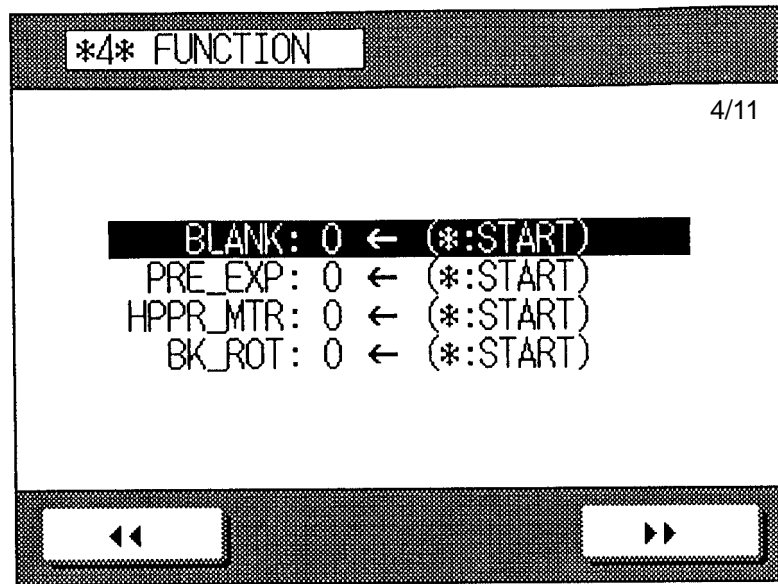 *4* FUNCTION
4/11
BLANK: 0 ← (*:START)
PRE_EXP: 0 ← (*:START)
HPPR_MTR: 0 ← (*:START)
BK_ROT: 0 ← (*:START)